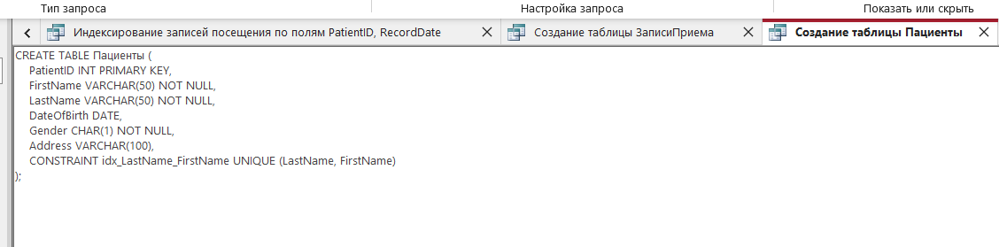 Тип запроса
Настройка запроса
Показать или скрыть
Индексирование записей посещения по полям PatientID, RecordDate
Создание таблицы ЗаписиПриема
Создание таблицы Пациенты
CREATE TABLE Пациенты (
PatientID INT PRIMARY KEY,
FirstName VARCHAR(50) NOT NULL,
LastName VARCHAR(50) NOT NULL,
DateOfBirth DATE,
Gender CHAR(1) NOT NULL,
Address VARCHAR(100),
CONSTRAINT idx_LastName_FirstName UNIQUE (LastName, FirstName)
);